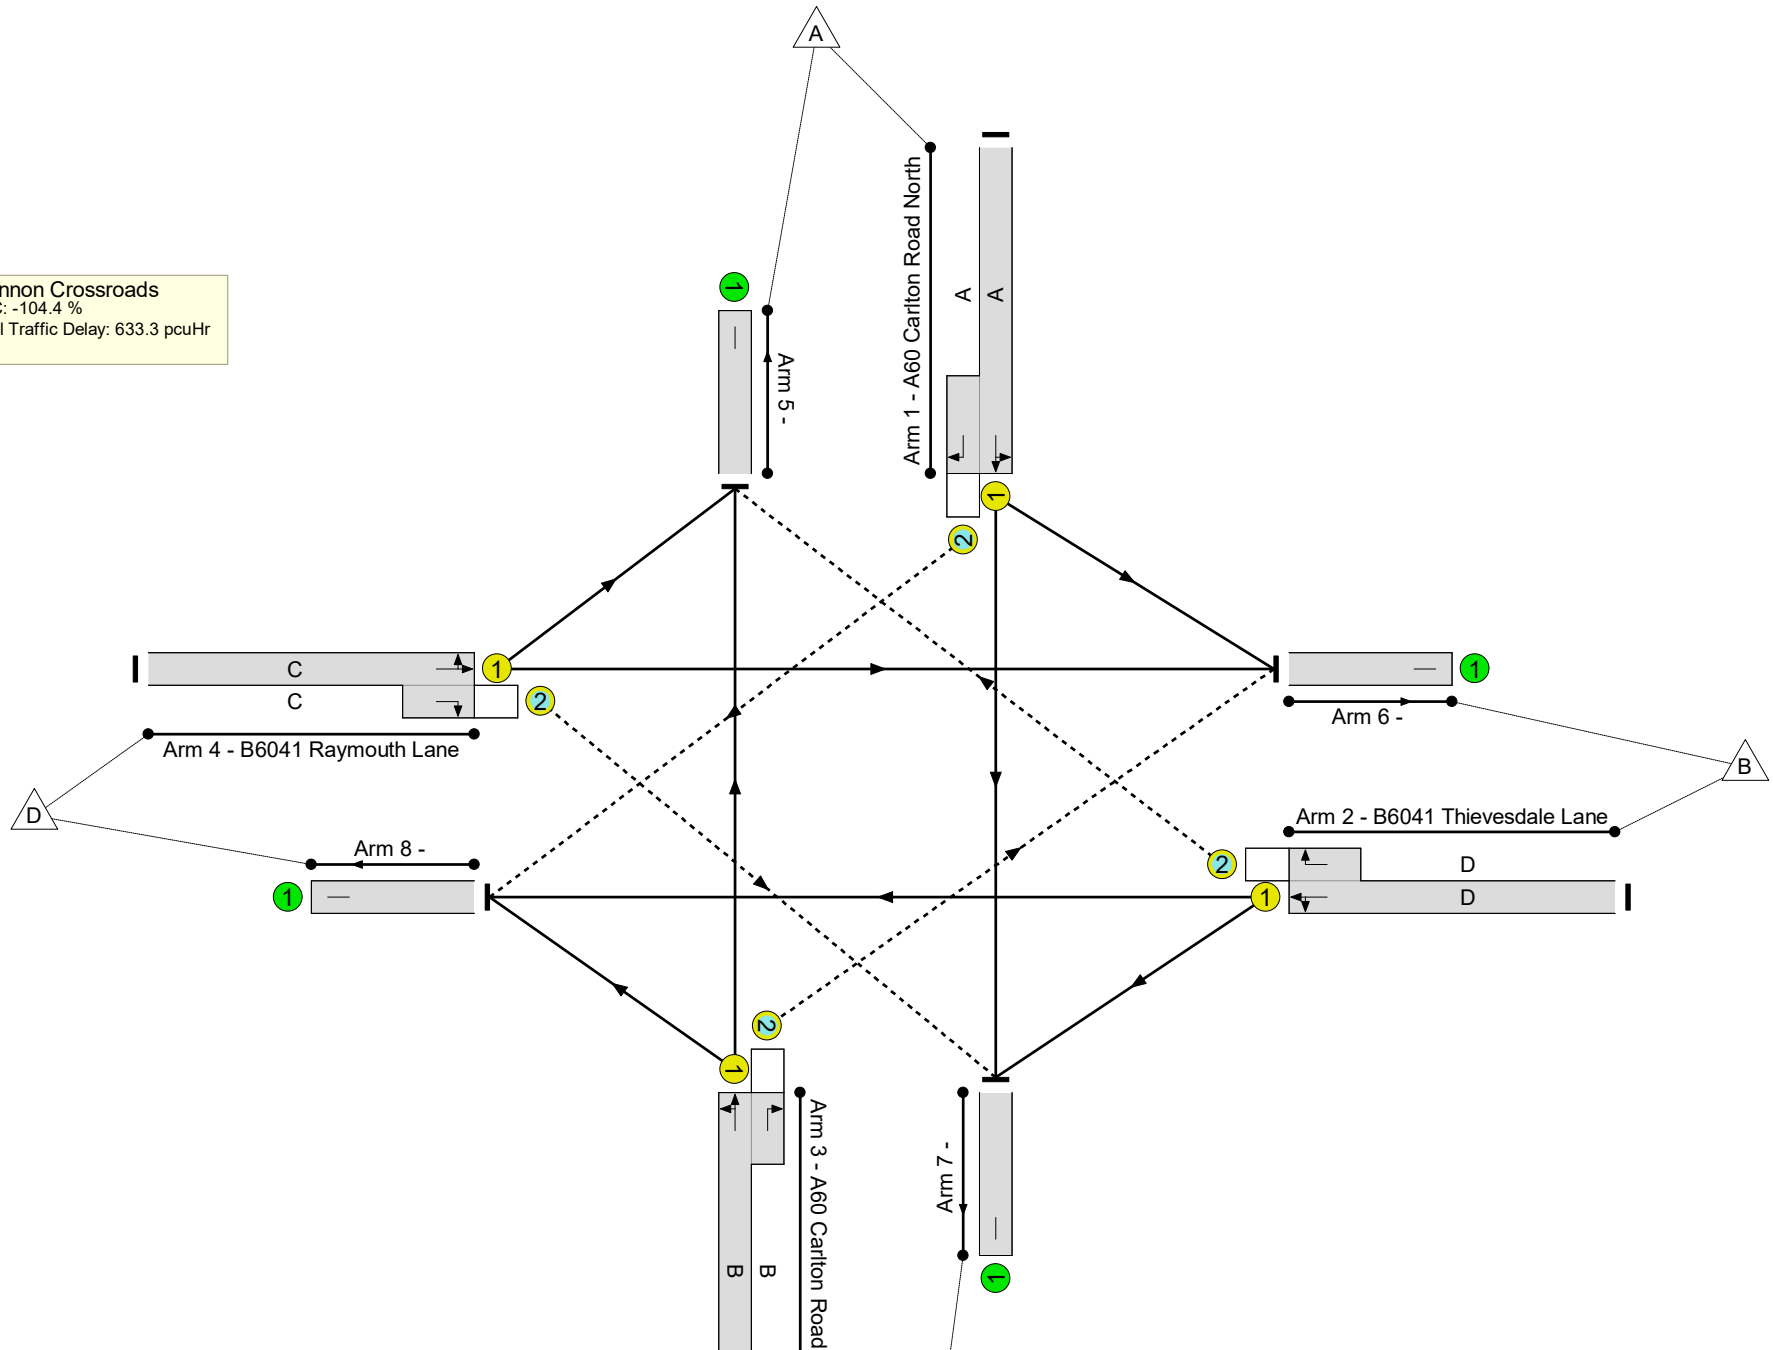 A
Arm 1 - A60 Carlton Road North
A
A
1
nnon Crossroads
C: -104.4 %
l Traffic Delay: 633.3 pcuHr
Arm 5 -
1
2
C
1
1
C
2
Arm 6 -
Arm 4 - B6041 Raymouth Lane
B
D
Arm 2 - B6041 Thievesdale Lane
Arm 8 -
2
D
1
1
D
2
1
Arm 3 - A60 Carlton Road
Arm 7 -
B
B
1